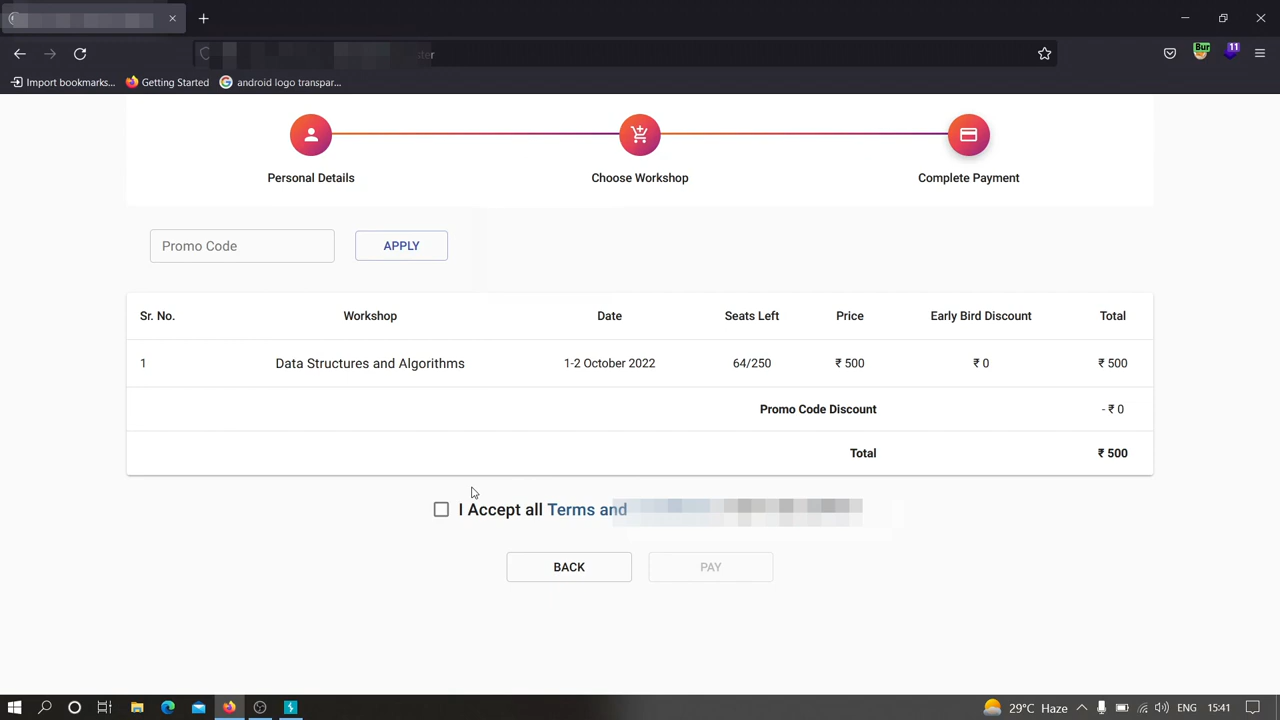 ter
Import bookmarks...
Getting Started
android logo transpar...
Bur
11
Personal Details
Choose Workshop
Complete Payment
Promo Code
APPLY
Sr. No. Workshop Date Seats Left Price Early Bird Discount Total
1 Data Structures and Algorithms 1-2 October 2022 64/250 ₹ 500 ₹ 0 ₹ 500
Promo Code Discount - ₹ 0
Total ₹ 500
I Accept all Terms and
BACK
PAY
29°C Haze
ENG
15:41